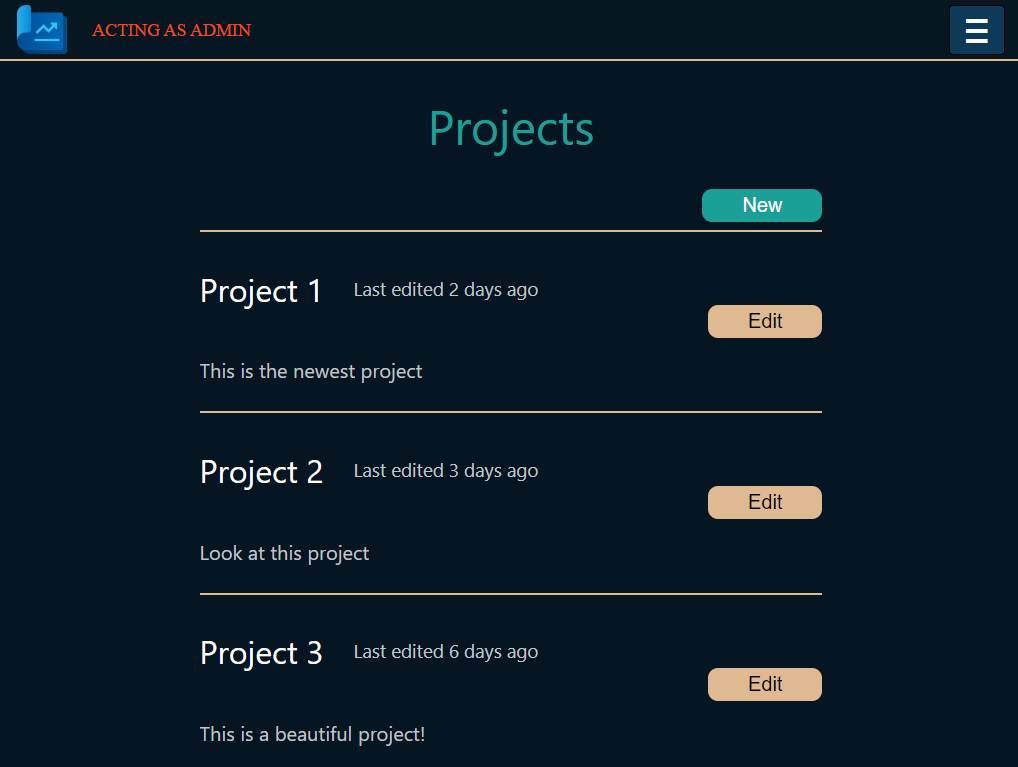 ACTING AS ADMIN
Projects
New
Project 1 Last edited 2 days ago
Edit
This is the newest project
Project 2 Last edited 3 days ago
Edit
Look at this project
Project 3 Last edited 6 days ago
Edit
This is a beautiful project!